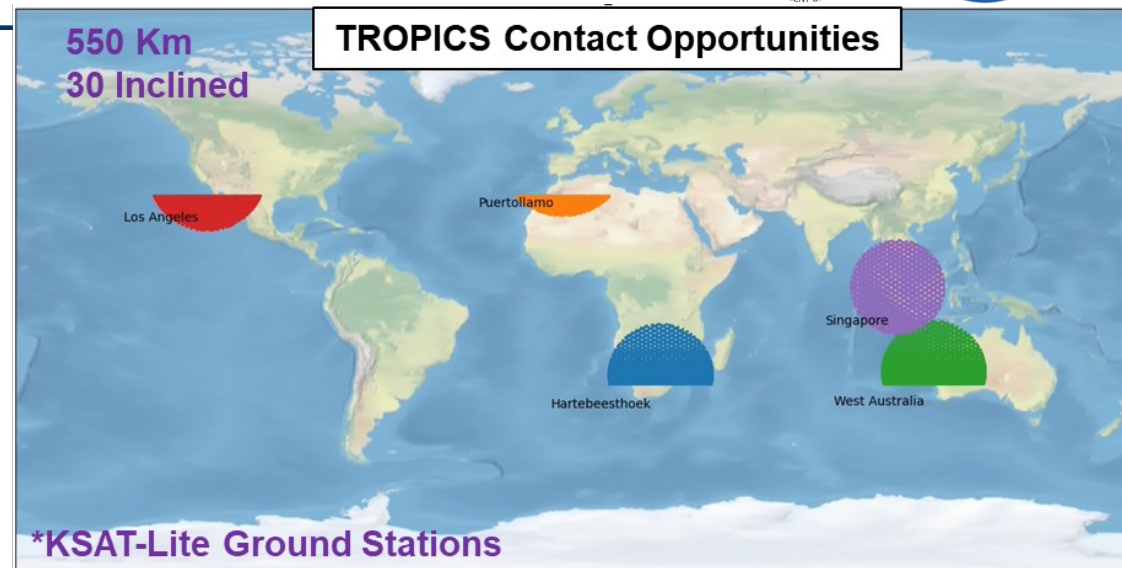 TROPICS Contact Opportunities
550 Km
30 Inclined
Los Angeles
Puertollamo
Singapore
Hartebeesthoek
West Australia
*KSAT-Lite Ground Stations